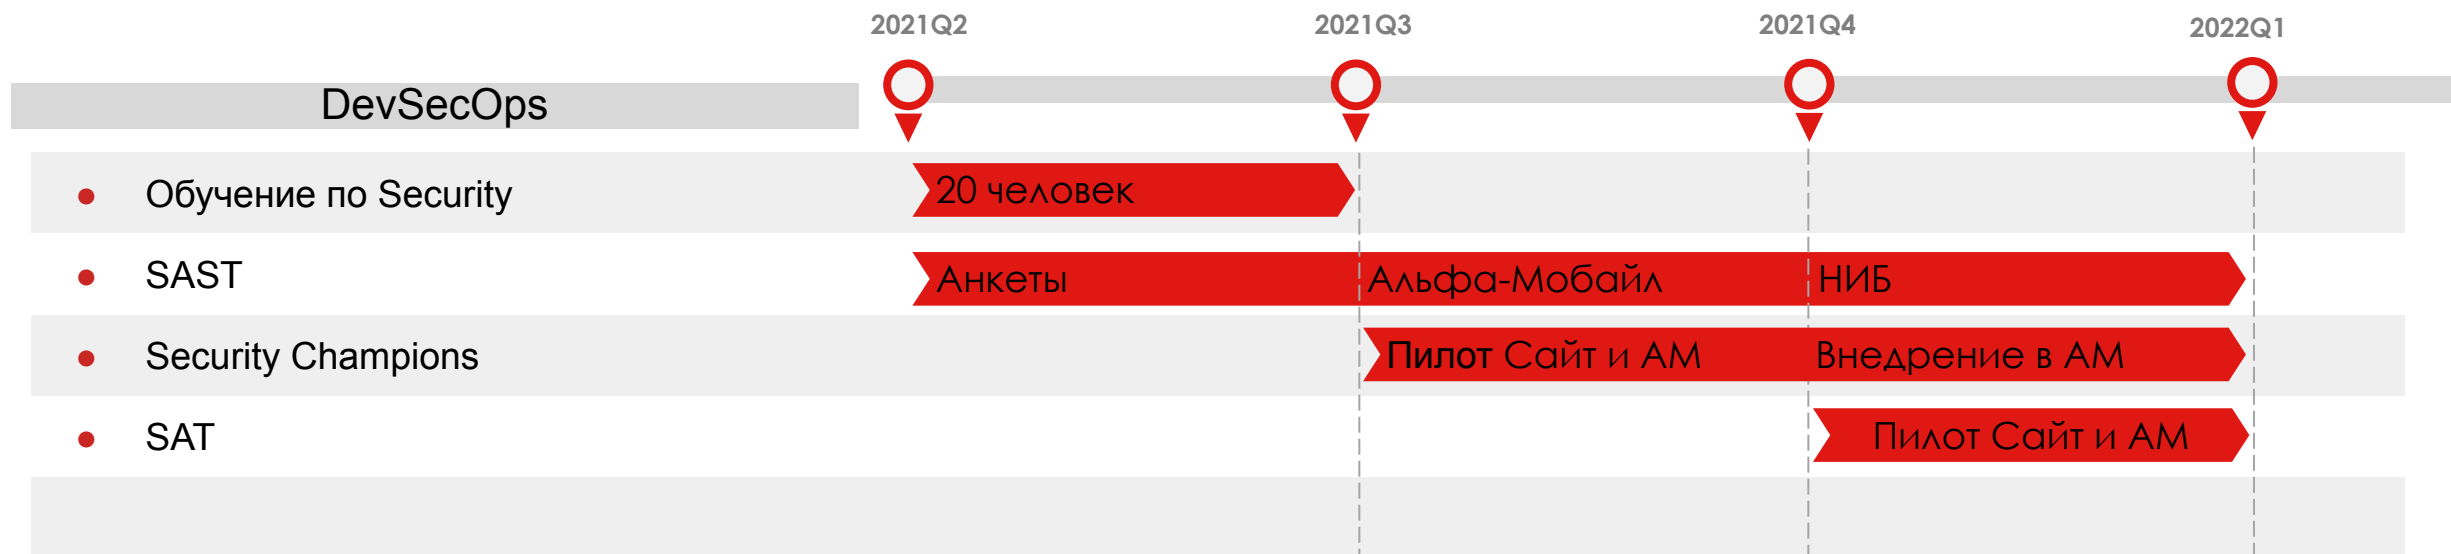 2021Q2 2021Q3 2021Q4 2022Q1
DevSecOps
Обучение по Security 20 человек
SAST Анкеты Альфа-Мобайл НИБ
Security Champions Пилот Сайт и АМ Внедрение в АМ
SAT Пилот Сайт и АМ